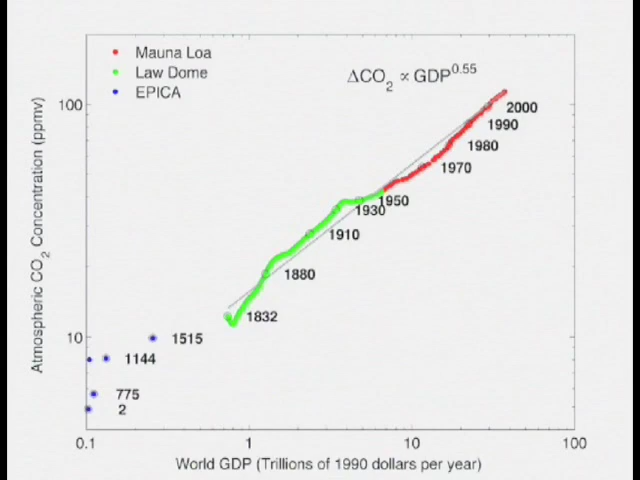 Mauna Loa
Law Dome
EPICA
ΔCO₂ ∝ GDP^0.55
100
10
Atmospheric CO₂ Concentration (ppmv)
2000
1990
1980
1970
1950
1930
1910
1880
1832
1515
1144
775
2
0.1 1 10 100
World GDP (Trillions of 1990 dollars per year)